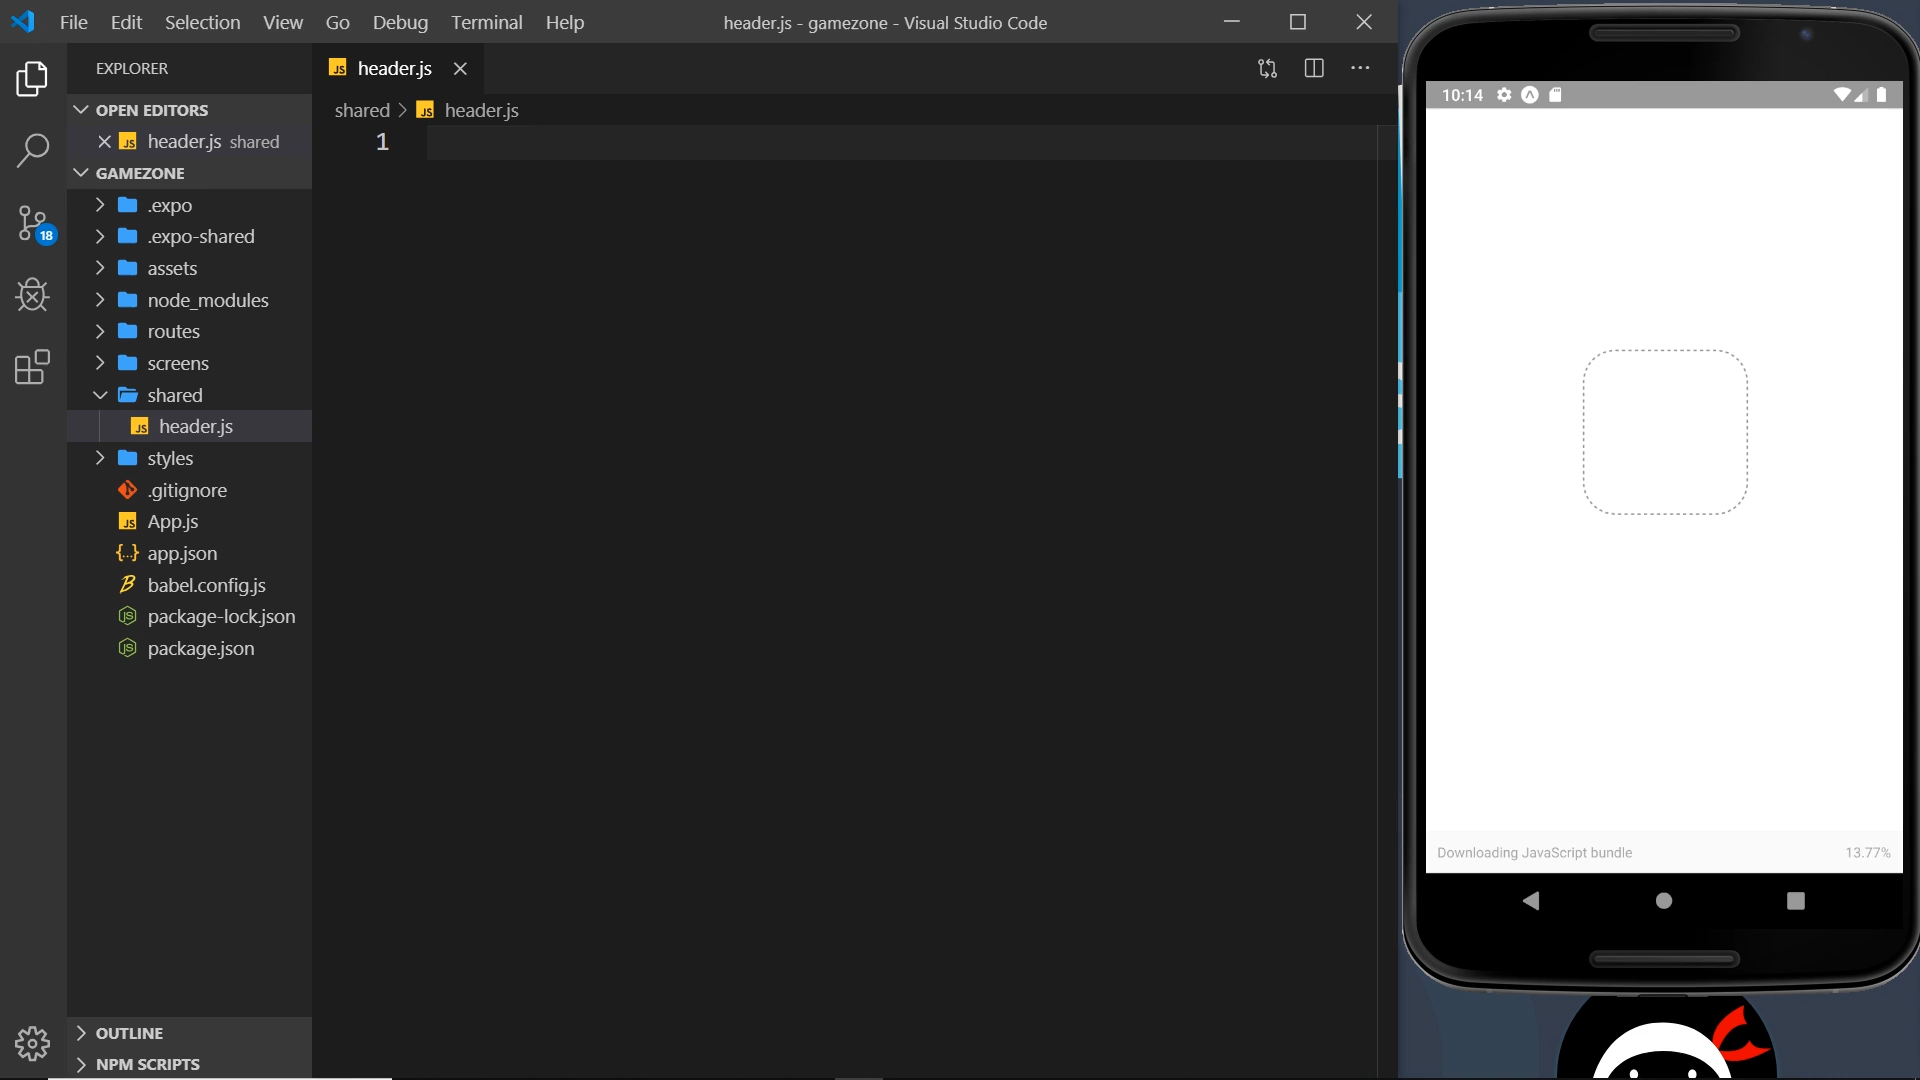 File Edit Selection View Go Debug Terminal Help
header.js - gamezone - Visual Studio Code
EXPLORER
OPEN EDITORS
header.js shared
GAMEZONE
.expo
.expo-shared
assets
node_modules
routes
screens
shared
header.js
styles
.gitignore
App.js
app.json
babel.config.js
package-lock.json
package.json
OUTLINE
NPM SCRIPTS
18
header.js
shared > header.js
1
10:14
Downloading JavaScript bundle 13.77%